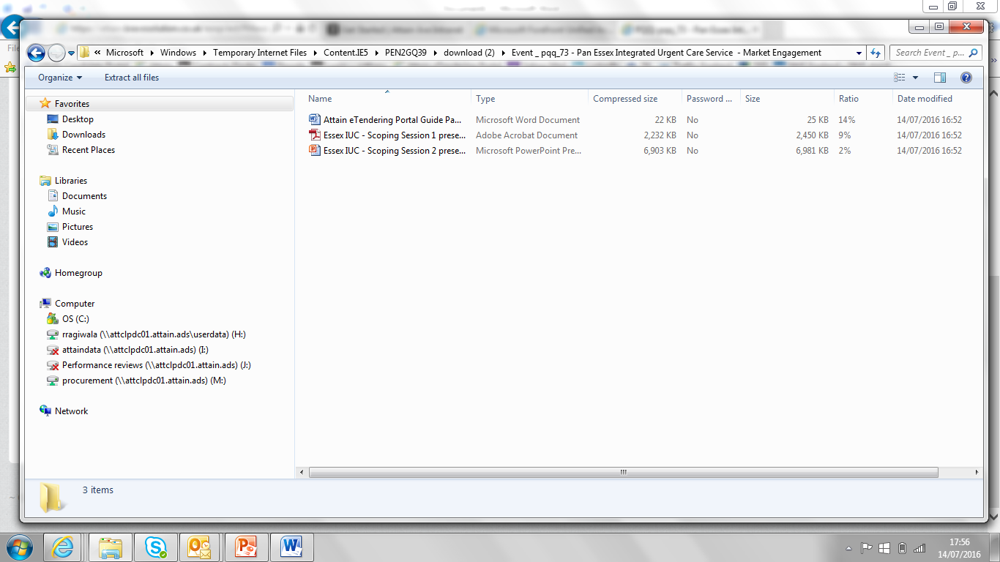 Fil
« Microsoft Windows Temporary Internet Files Content.IE5 PEN2GQ39 download (2) Event _ pqq_73 - Pan Essex Integrated Urgent Care Service - Market Engagement Search Event _ p...
Organize Extract all files
Name Type Compressed size Password ... Size Ratio Date modified
Attain eTendering Portal Guide Pa... Microsoft Word Document 22 KB No 25 KB 14% 14/07/2016 16:52
Essex IUC - Scoping Session 1 prese... Adobe Acrobat Document 2,232 KB No 2,450 KB 9% 14/07/2016 16:52
Essex IUC - Scoping Session 2 prese... Microsoft PowerPoint Pre... 6,903 KB No 6,981 KB 2% 14/07/2016 16:52
Favorites
Desktop
Downloads
Recent Places
Libraries
Documents
Music
Pictures
Videos
Homegroup
Computer
OS (C:)
rragiwala (\\attclpdc01.attain.ads\userdata) (H:)
attaindata (\\attclpdc01.attain.ads) (I:)
Performance reviews (\\attclpdc01.attain.ads) (J:)
procurement (\\attclpdc01.attain.ads) (M:)
Network
3 items
17:56
14/07/2016